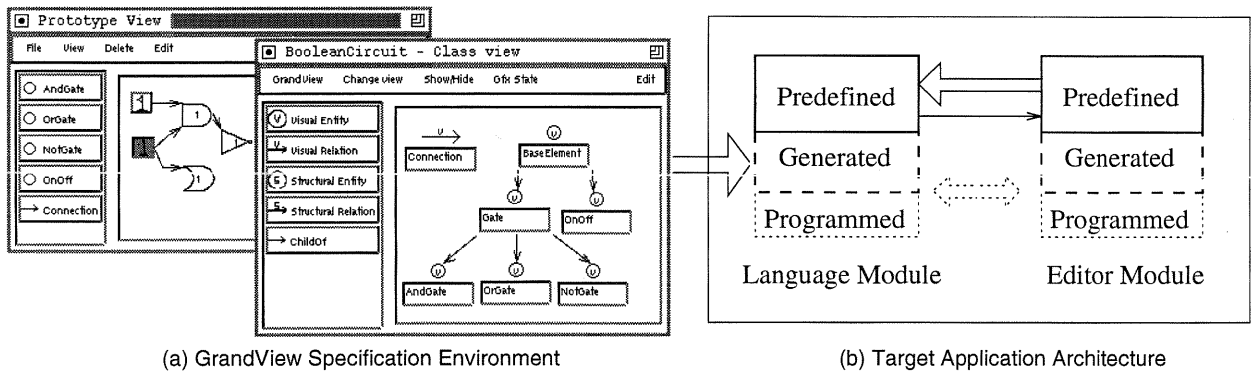 Prototype View
File View Delete Edit
AndGate
OrGate
NotGate
OnOff
Connection
1
1
1
1
1
BooleanCircuit - Class view
GrandView Change view Show/Hide Gfx State Edit
V Visual Entity
V Visual Relation
S Structural Entity
S Structural Relation
ChildOf
v
Connection
v
BaseElement
v
Gate
v
OnOff
v
AndGate
v
OrGate
v
NotGate
(a) GrandView Specification Environment
Predefined
Generated
Programmed
Language Module
Predefined
Generated
Programmed
Editor Module
(b) Target Application Architecture